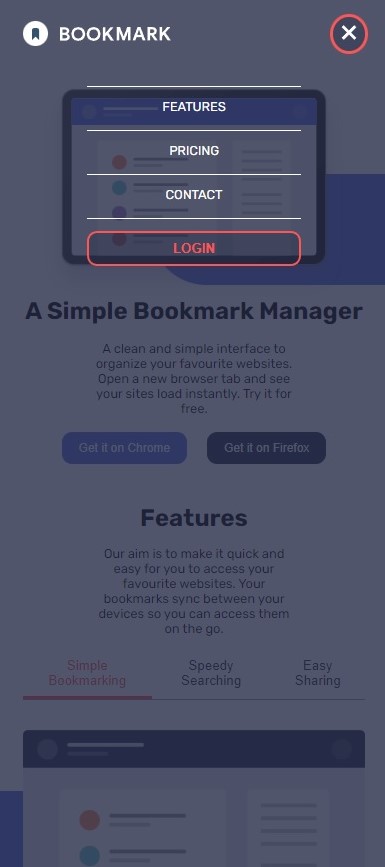 BOOKMARK
FEATURES
PRICING
CONTACT
LOGIN
A Simple Bookmark Manager
A clean and simple interface to
organize your favourite websites.
Open a new browser tab and see
your sites load instantly. Try it for
free.
Get it on Chrome
Get it on Firefox
Features
Our aim is to make it quick and
easy for you to access your
favourite websites. Your
bookmarks sync between your
devices so you can access them
on the go.
Simple
Bookmarking
Speedy
Searching
Easy
Sharing